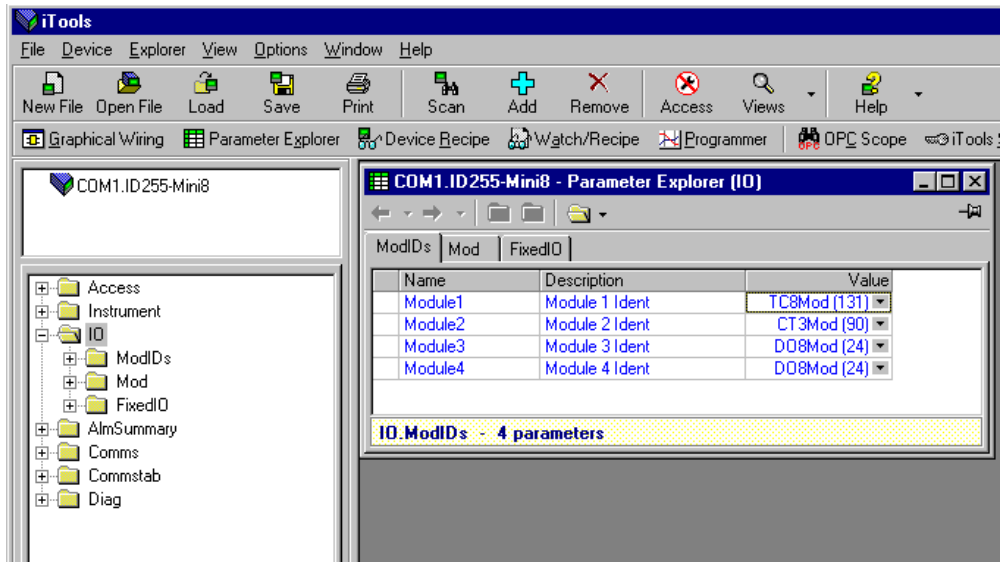 iTools
File Device Explorer View Options Window Help
New File Open File Load Save Print Scan Add Remove Access Views Help
Graphical Wiring Parameter Explorer Device Recipe Watch/Recipe Programmer OPC OPC Scope iTools
COM1.ID255-Mini8
COM1.ID255-Mini8 - Parameter Explorer (IO)
ModIDs Mod FixedIO
Name Description Value
Module1 Module 1 Ident TC8Mod (131)
Module2 Module 2 Ident CT3Mod (90)
Module3 Module 3 Ident DO8Mod (24)
Module4 Module 4 Ident DO8Mod (24)
IO.ModIDs - 4 parameters
Access
Instrument
IO
ModIDs
Mod
FixedIO
AlmSummary
Comms
Commstab
Diag